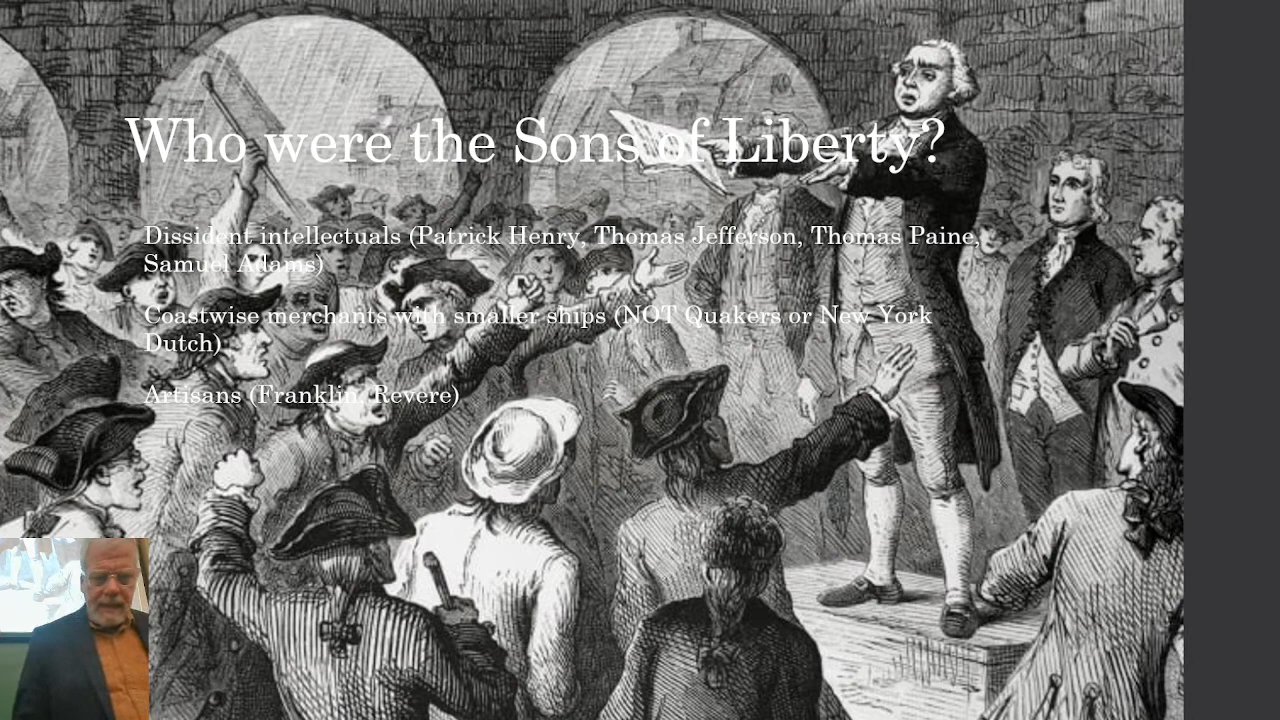 Who were the Sons of Liberty?
Dissident intellectuals (Patrick Henry, Thomas Jefferson, Thomas Paine,
Samuel Adams)
Coastwise merchants with smaller ships (NOT Quakers or New York
Dutch)
Artisans (Franklin, Revere)